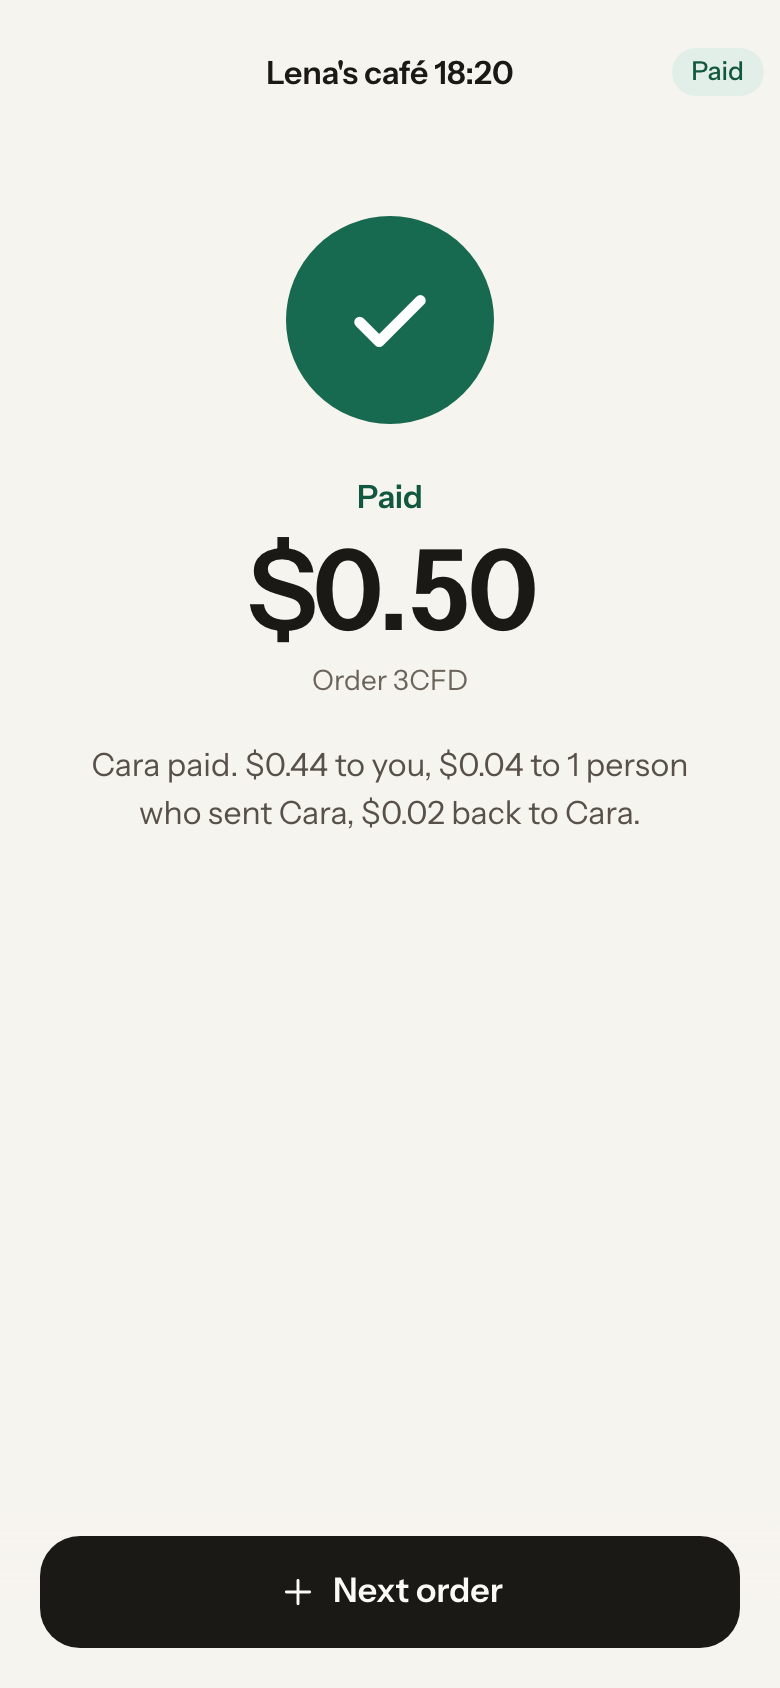 Lena's café 18:20
Paid
Paid
$0.50
Order 3CFD
Cara paid. $0.44 to you, $0.04 to 1 person
who sent Cara, $0.02 back to Cara.
Next order